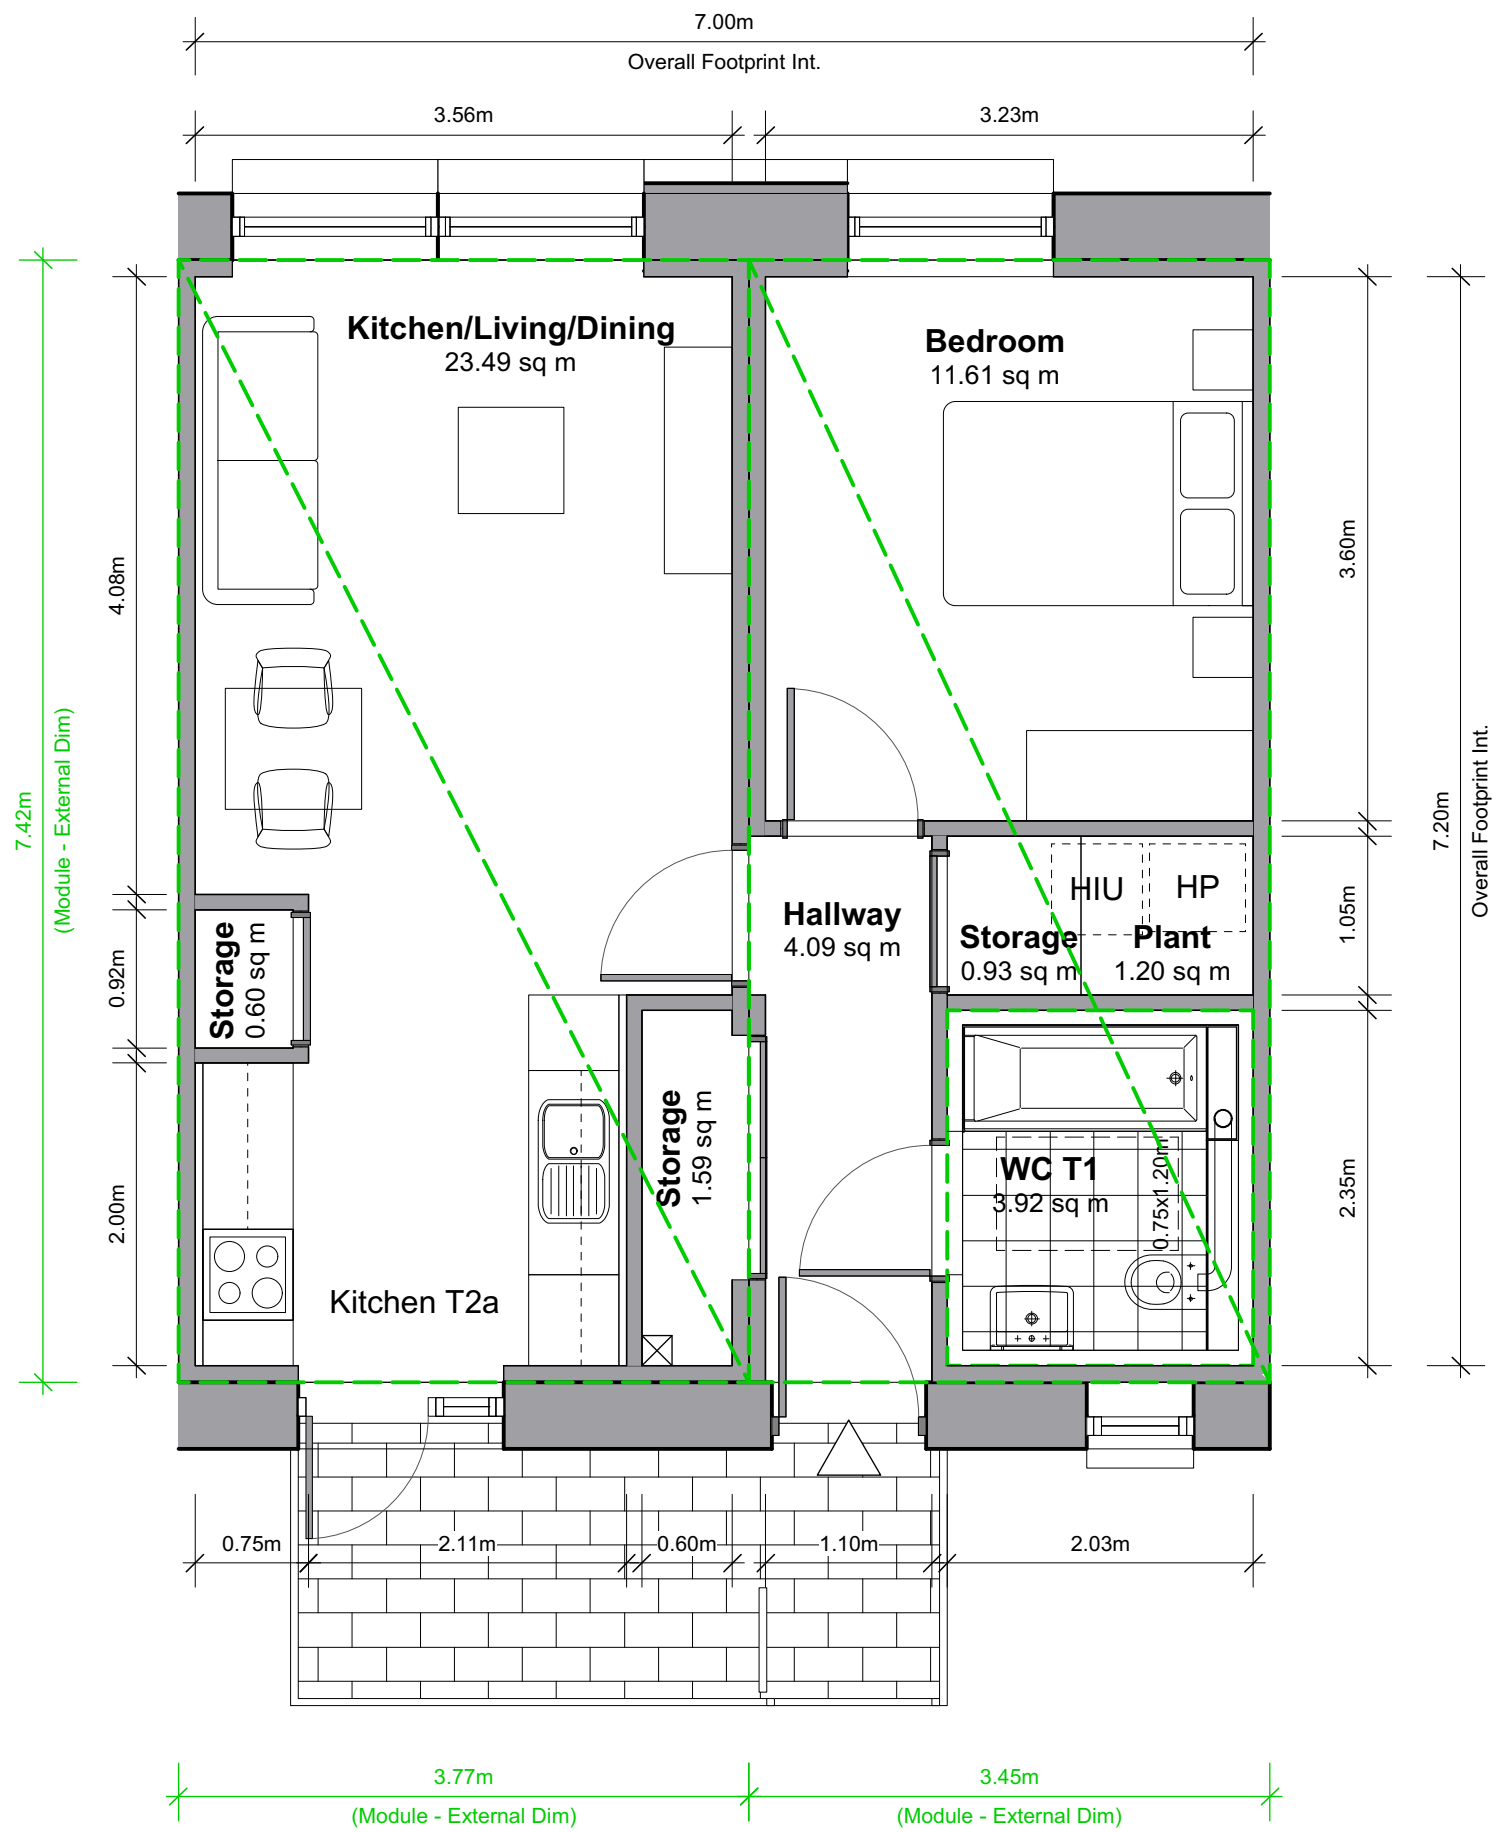 7.00m
Overall Footprint Int.
3.56m
3.23m
Kitchen/Living/Dining
23.49 sq m
Bedroom
11.61 sq m
4.08m
3.60m
7.42m
(Module - External Dim)
7.20m
Overall Footprint Int.
HIU
HP
Hallway
4.09 sq m
Storage
0.93 sq m
Plant
1.20 sq m
1.05m
Storage
0.60 sq m
0.92m
Storage
1.59 sq m
WC T1
3.92 sq m
0.75x1.20m
2.00m
2.35m
Kitchen T2a
0.75m
2.11m
0.60m
1.10m
2.03m
3.77m
(Module - External Dim)
3.45m
(Module - External Dim)